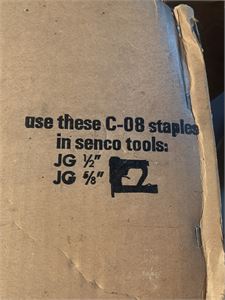 use these C-08 staples
in senco tools:
JG ½"
JG ⅝"